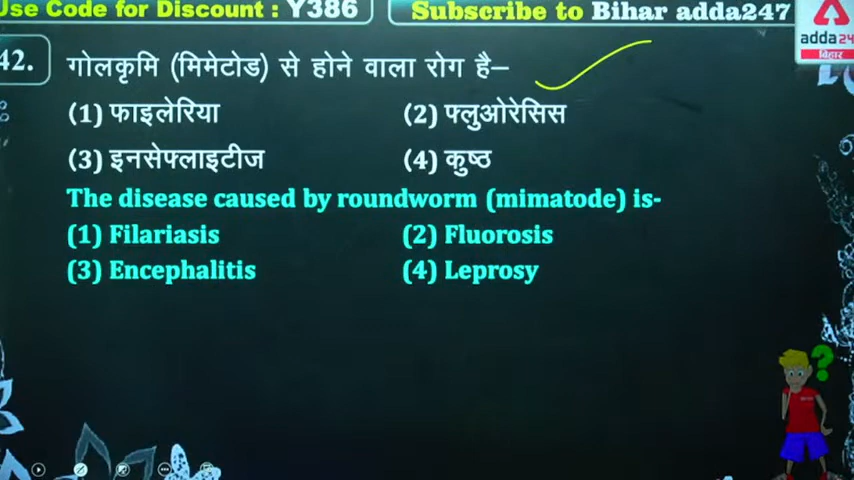 Use Code for Discount : Y386
Subscribe to Bihar adda247
adda24
बिहार
42. गोलकृमि (मिमेटोड) से होने वाला रोग है–
(1) फाइलेरिया (2) फ्लुओरेसिस
(3) इनसेफ्लाइटीज (4) कुष्ठ
The disease caused by roundworm (mimatode) is-
(1) Filariasis (2) Fluorosis
(3) Encephalitis (4) Leprosy